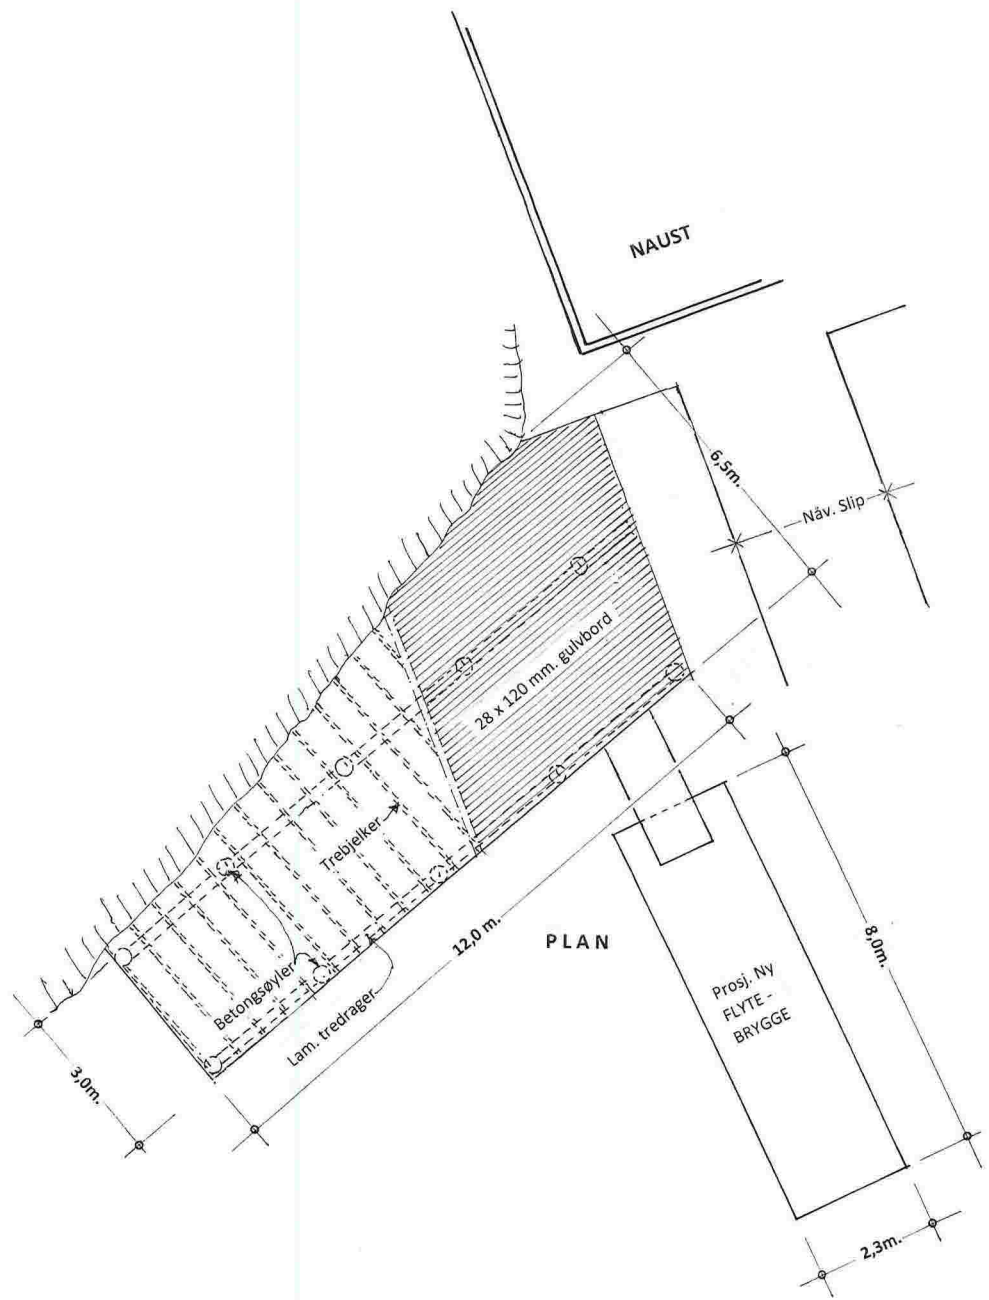 NAUST
6,5m.
Nåv. Slip
28 x 120 mm. gulvbord
Trebjelker
12,0 m.
PLAN
8,0m.
Betongsøyler
Lam. tredrager
Prosj. Ny
FLYTE -
BRYGGE
3,0m.
2,3m.